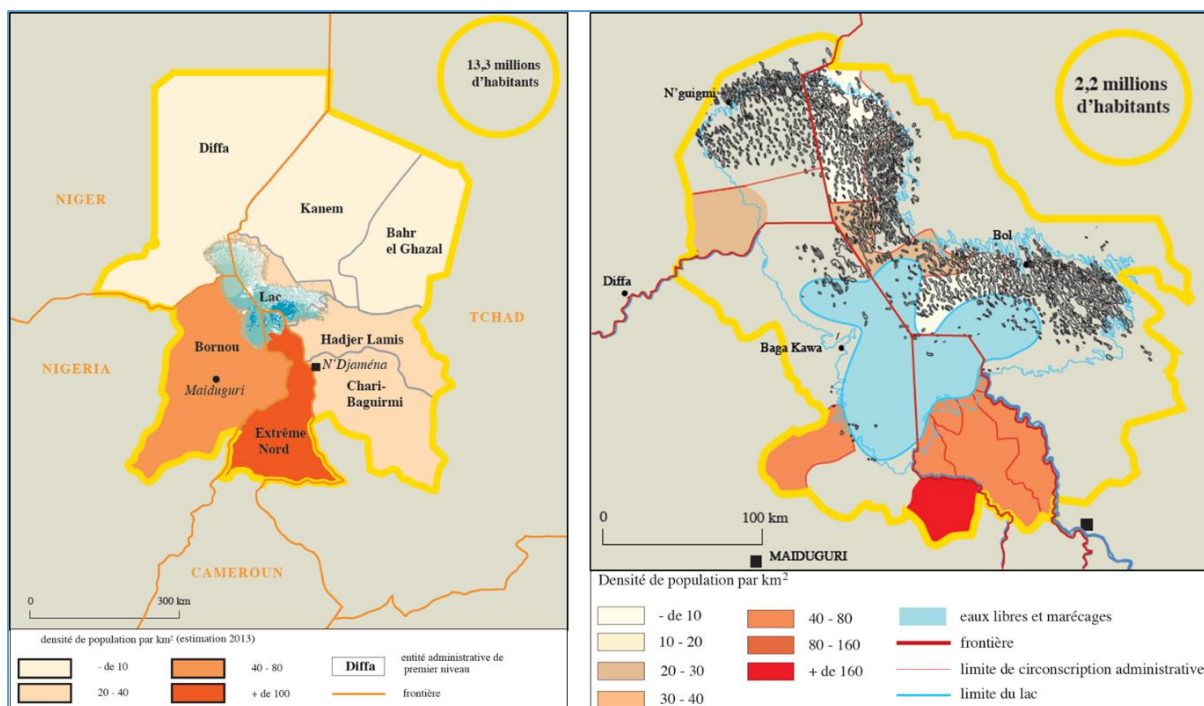 13,3 millions
d'habitants
Diffa
NIGER
Kanem
Bahr
el Ghazal
Lac
TCHAD
Hadjer Lamis
Bornou
N'Djaména
NIGERIA
Maiduguri
Chari-
Baguirmi
Extrême
Nord
CAMEROUN
0 300 km
densité de population par km² (estimation 2013)
- de 10
20 - 40
40 - 80
+ de 100
Diffa
entité administrative de
premier niveau
frontière
N'guigmi
2,2 millions
d'habitants
Bol
Diffa
Baga Kawa
0 100 km
MAIDUGURI
Densité de population par km²
- de 10
10 - 20
20 - 30
30 - 40
40 - 80
80 - 160
+ de 160
eaux libres et marécages
frontière
limite de circonscription administrative
limite du lac